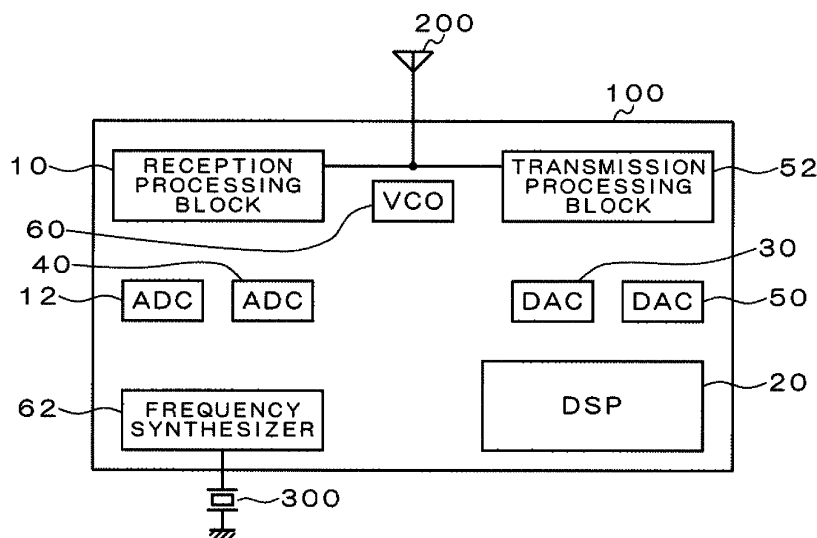 200
100
10
RECEPTION
PROCESSING
BLOCK
TRANSMISSION
PROCESSING
BLOCK
52
60
VCO
40
30
12
ADC
ADC
DAC
DAC
50
62
FREQUENCY
SYNTHESIZER
DSP
20
300